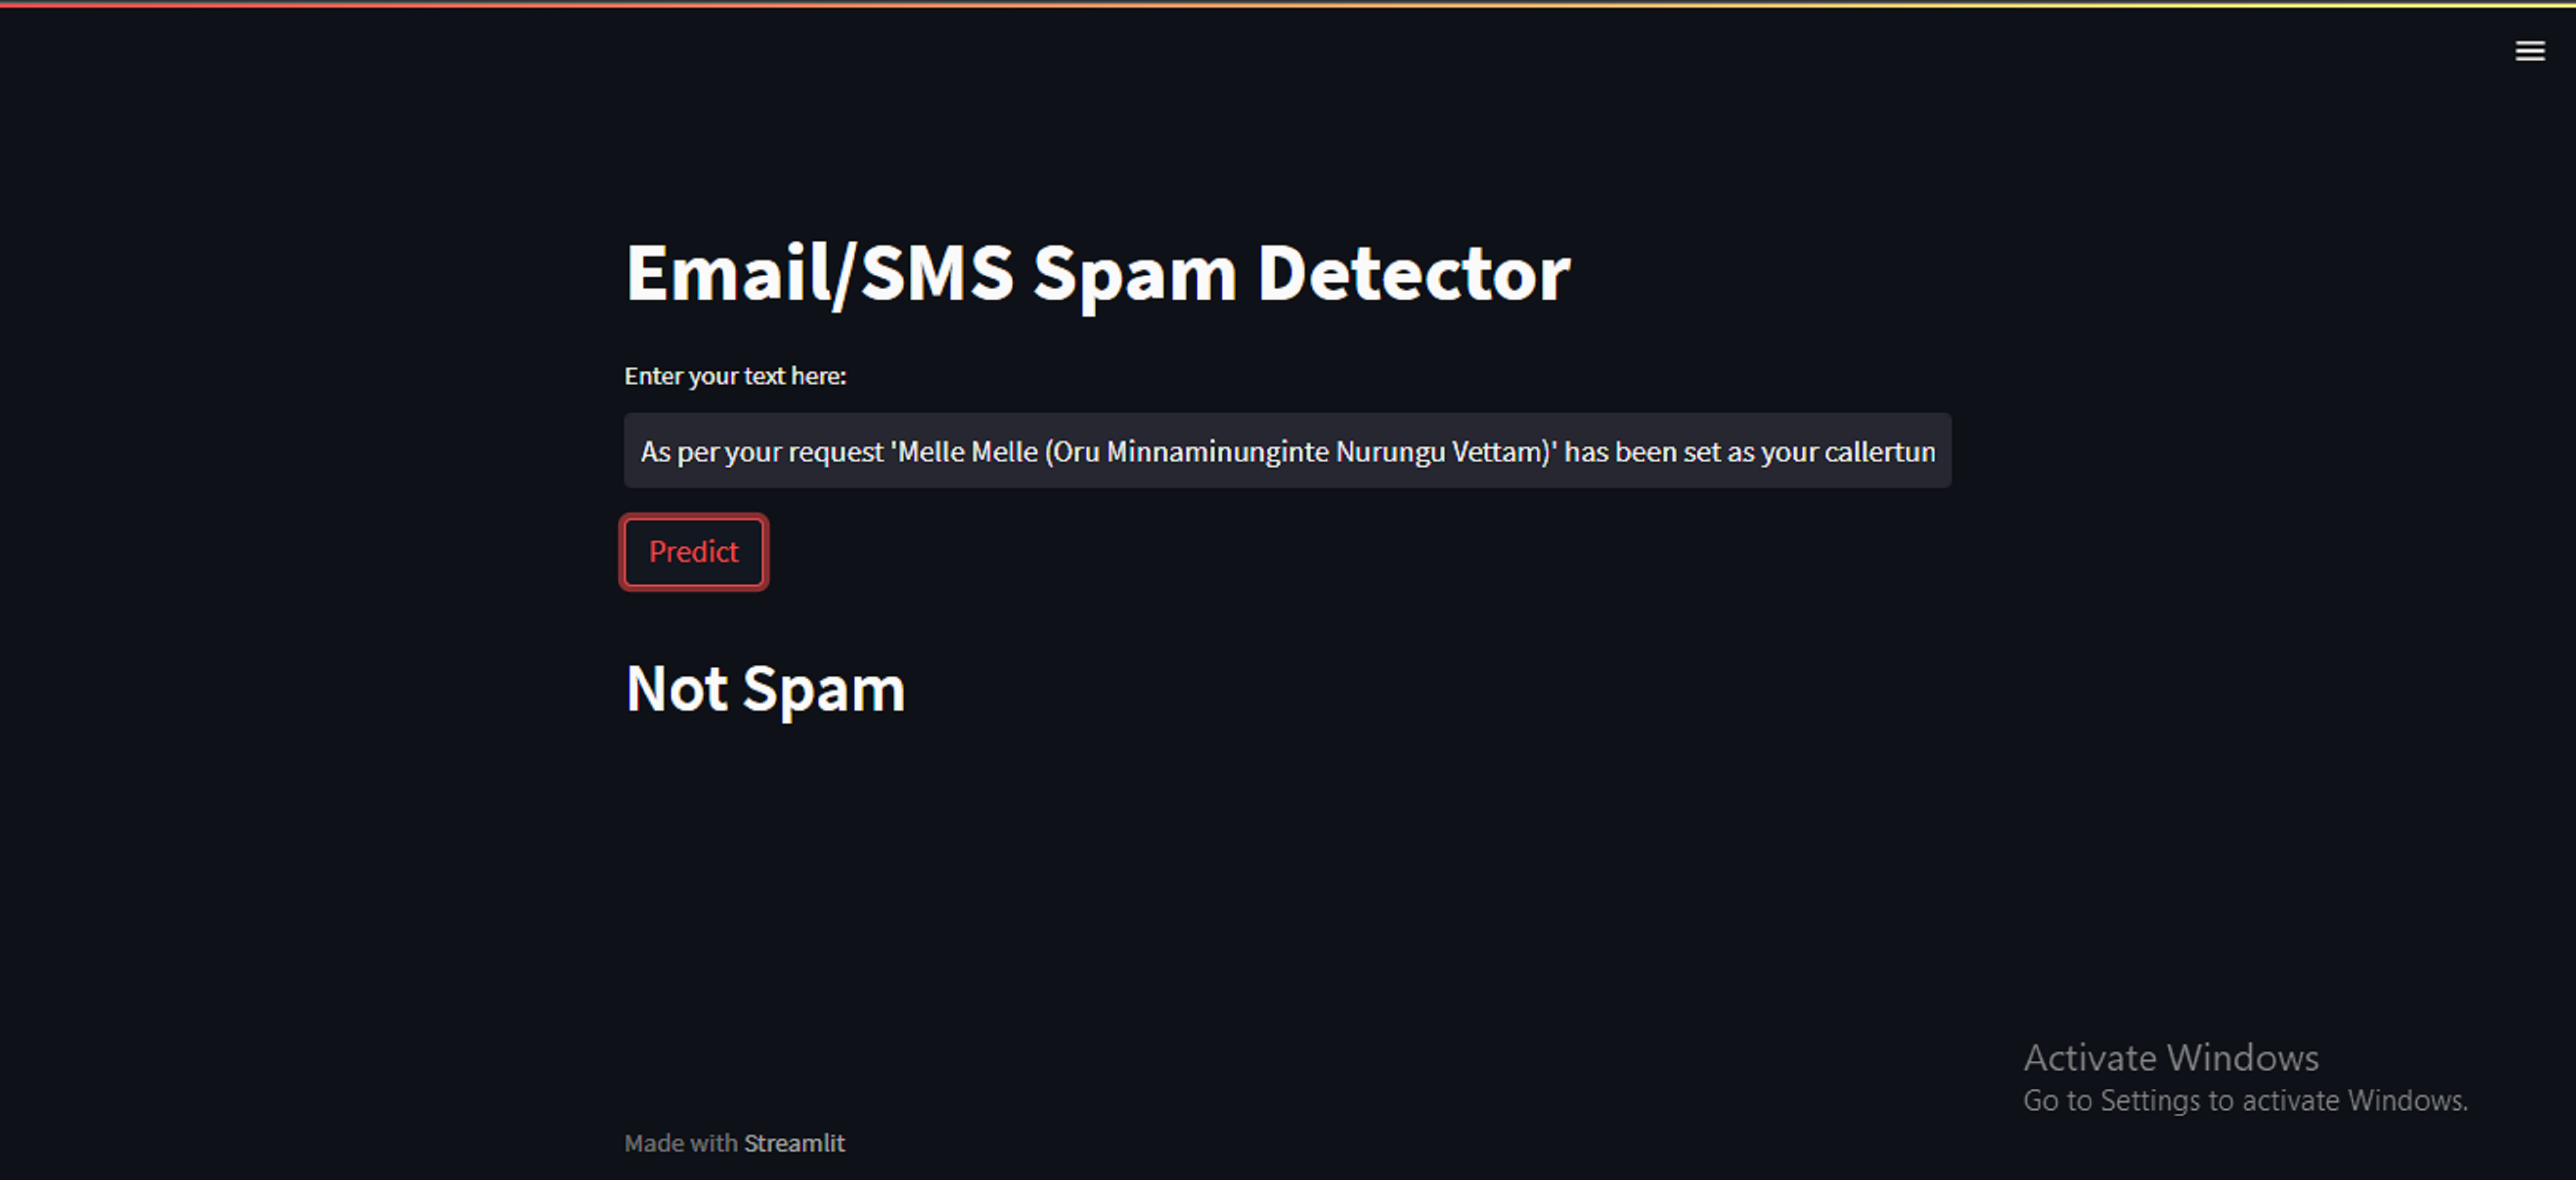 Email/SMS Spam Detector
Enter your text here:
As per your request 'Melle Melle (Oru Minnaminunginte Nurungu Vettam)' has been set as your callertun
Predict
Not Spam
Activate Windows
Go to Settings to activate Windows.
Made with Streamlit